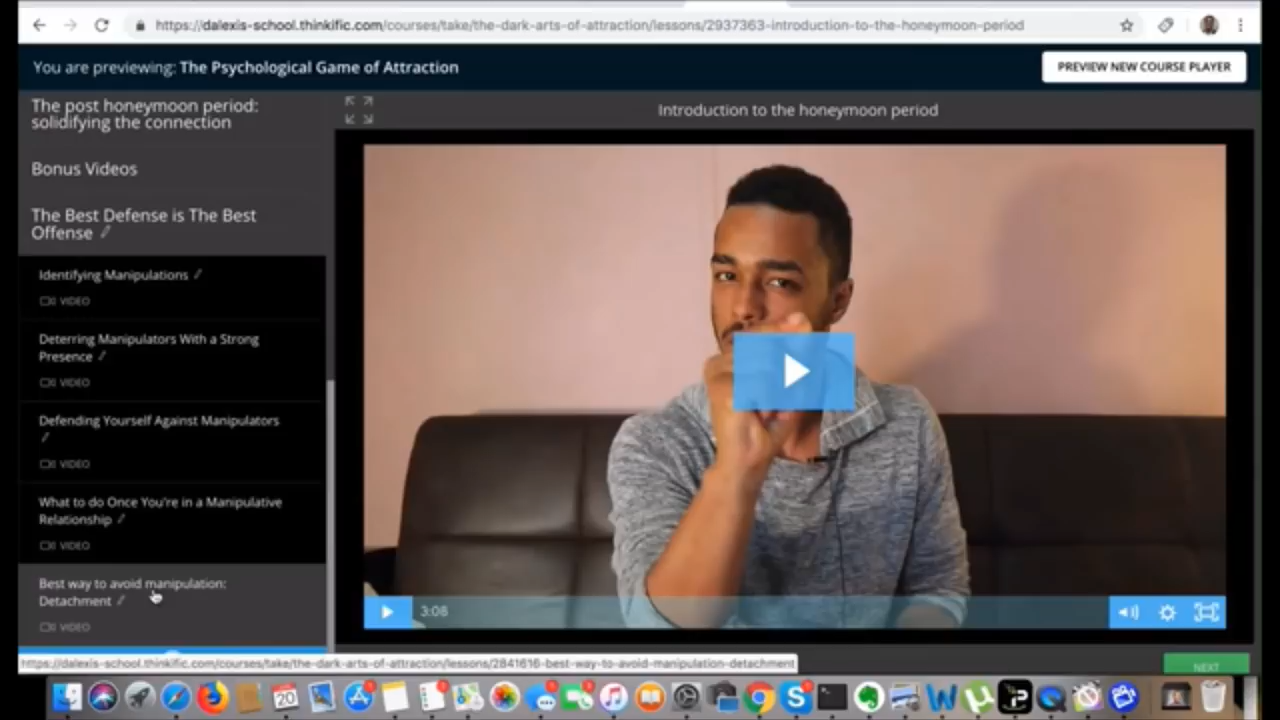 https://dalexis-school.thinkific.com/courses/take/the-dark-arts-of-attraction/lessons/2937363-introduction-to-the-honeymoon-period
You are previewing: The Psychological Game of Attraction
PREVIEW NEW COURSE PLAYER
The post honeymoon period:
solidifying the connection
Bonus Videos
The Best Defense is The Best
Offense
Identifying Manipulations
VIDEO
Deterring Manipulators With a Strong
Presence
VIDEO
Defending Yourself Against Manipulators
VIDEO
What to do Once You're in a Manipulative
Relationship
VIDEO
Best way to avoid manipulation:
Detachment
VIDEO
Introduction to the honeymoon period
3:08
https://dalexis-school.thinkific.com/courses/take/the-dark-arts-of-attraction/lessons/2841616-best-way-to-avoid-manipulation-detachment
NEXT
20